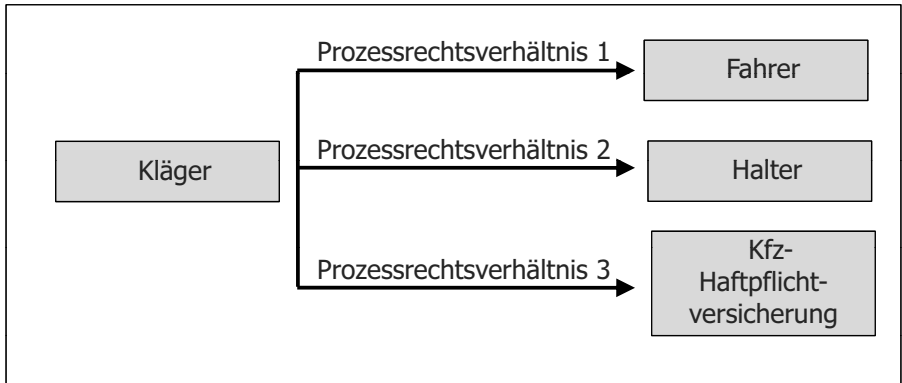 Prozessrechtsverhältnis 1
Fahrer
Kläger
Prozessrechtsverhältnis 2
Halter
Prozessrechtsverhältnis 3
Kfz-
Haftpflicht-
versicherung